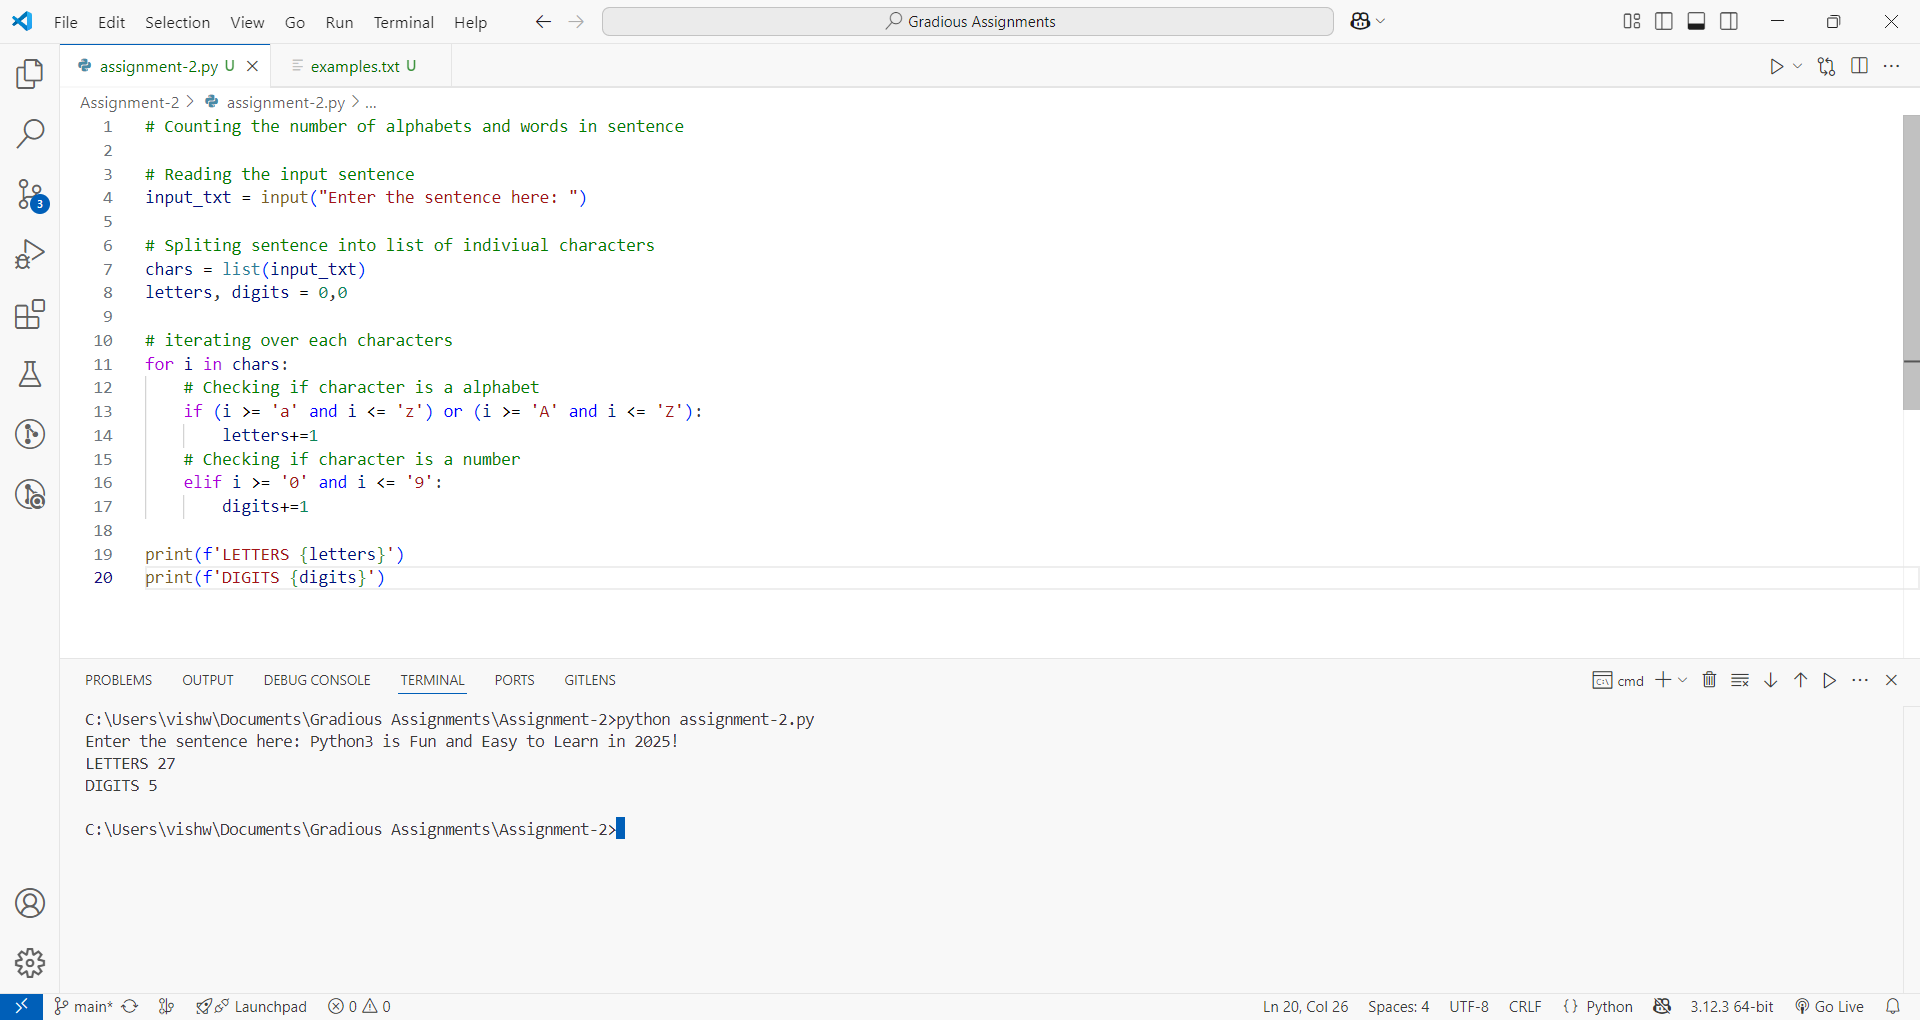 File Edit Selection View Go Run Terminal Help Gradious Assignments
assignment-2.py U examples.txt U
Assignment-2 > assignment-2.py > ...
1 # Counting the number of alphabets and words in sentence
2
3 # Reading the input sentence
4 input_txt = input("Enter the sentence here: ")
5
6 # Spliting sentence into list of indiviual characters
7 chars = list(input_txt)
8 letters, digits = 0,0
9
10 # iterating over each characters
11 for i in chars:
12 # Checking if character is a alphabet
13 if (i >= 'a' and i <= 'z') or (i >= 'A' and i <= 'Z'):
14 letters+=1
15 # Checking if character is a number
16 elif i >= '0' and i <= '9':
17 digits+=1
18
19 print(f'LETTERS {letters}')
20 print(f'DIGITS {digits}')
3
PROBLEMS OUTPUT DEBUG CONSOLE TERMINAL PORTS GITLENS cmd
C:\Users\vishw\Documents\Gradious Assignments\Assignment-2>python assignment-2.py
Enter the sentence here: Python3 is Fun and Easy to Learn in 2025!
LETTERS 27
DIGITS 5
C:\Users\vishw\Documents\Gradious Assignments\Assignment-2>
main* Launchpad 0 0 Ln 20, Col 26 Spaces: 4 UTF-8 CRLF {} Python 3.12.3 64-bit Go Live